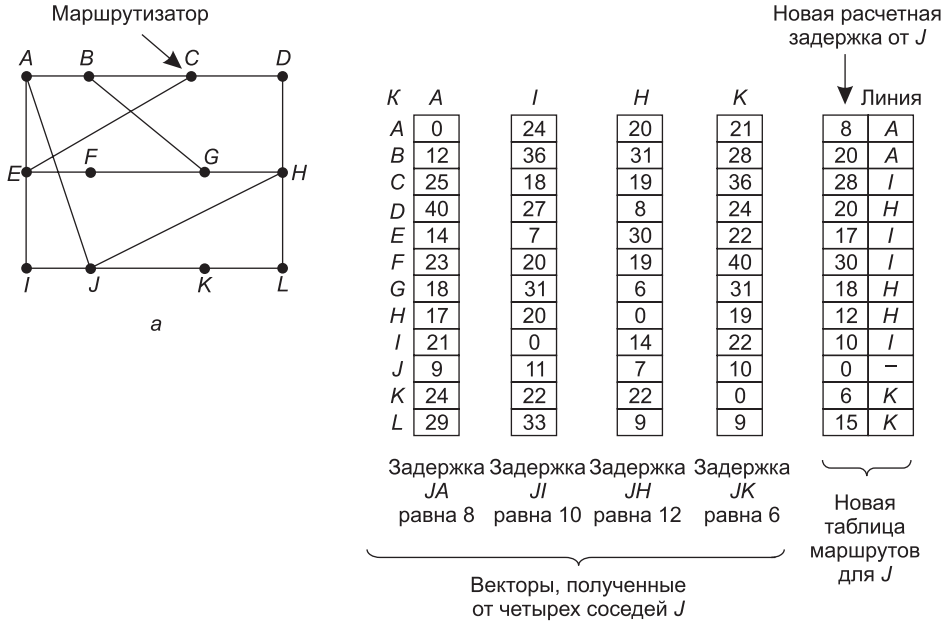 Маршрутизатор
A B C D
E F G H
I J K L
а
Новая расчетная
задержка от J
К A I H K Линия
A 0 24 20 21 8 A
B 12 36 31 28 20 A
C 25 18 19 36 28 I
D 40 27 8 24 20 H
E 14 7 30 22 17 I
F 23 20 19 40 30 I
G 18 31 6 31 18 H
H 17 20 0 19 12 H
I 21 0 14 22 10 I
J 9 11 7 10 0 –
K 24 22 22 0 6 K
L 29 33 9 9 15 K
Задержка Задержка Задержка Задержка
JA JI JH JK
равна 8 равна 10 равна 12 равна 6
Векторы, полученные
от четырех соседей J
Новая
таблица
маршрутов
для J